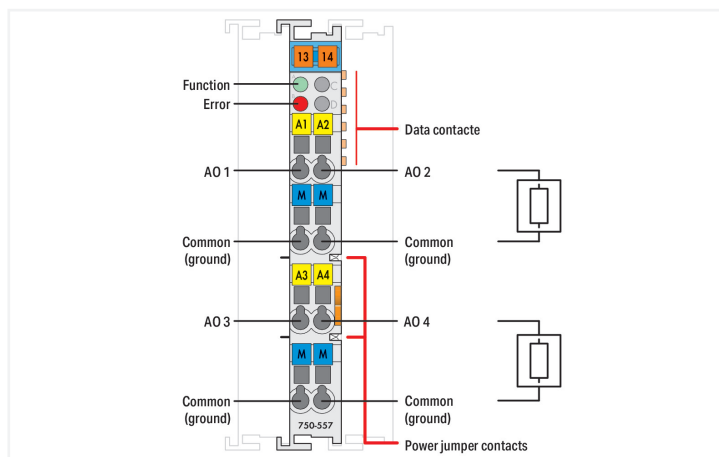 13 14
Function
C
Error
D
A1 A2
Data contacte
AO 1
AO 2
M M
Common
(ground)
Common
(ground)
A3 A4
AO 3
AO 4
M M
Common
(ground)
Common
(ground)
750-557
Power jumper contacts